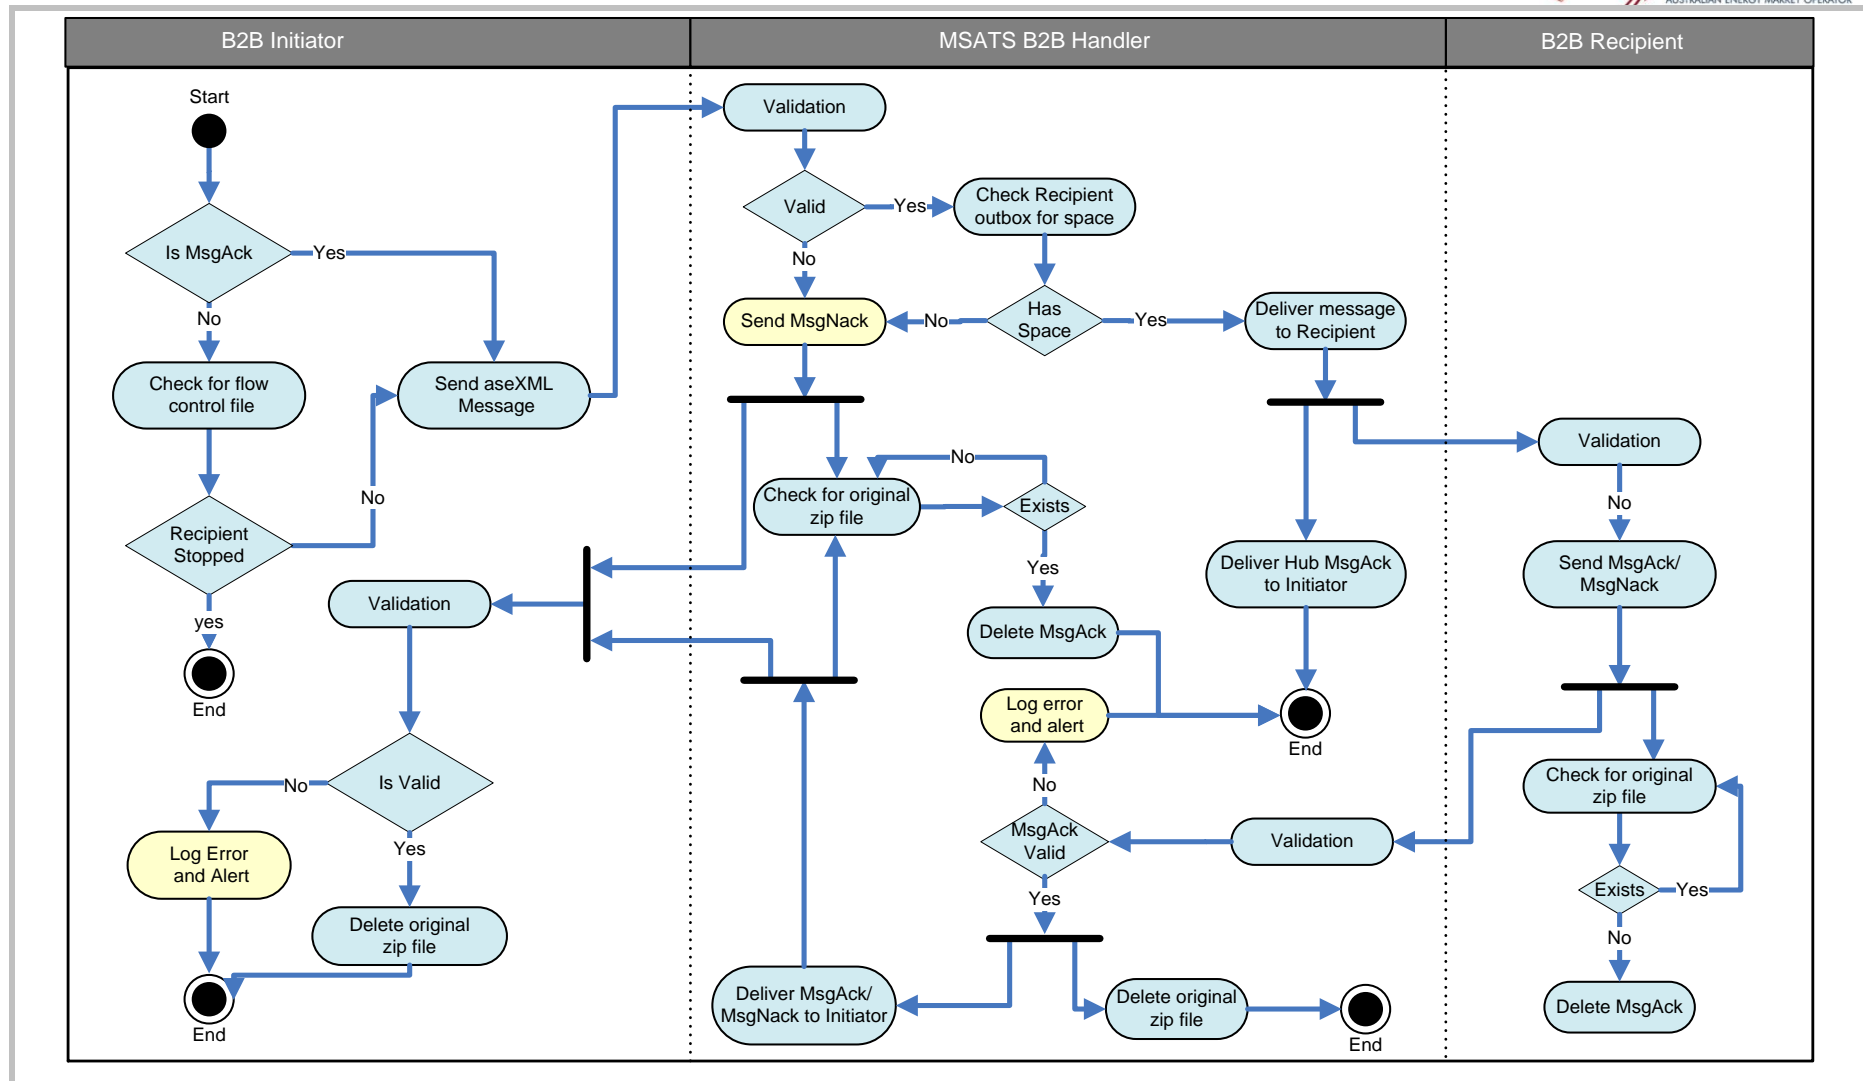 AUSTRALIAN ENERGY MARKET OPERATOR
B2B Initiator
MSATS B2B Handler
B2B Recipient
Start
Is MsgAck
Yes
No
Check for flow
control file
Recipient
Stopped
No
yes
End
Send aseXML
Message
Validation
Is Valid
No
Log Error
and Alert
Yes
Delete original
zip file
End
Validation
Valid
Yes
Check Recipient
outbox for space
No
Send MsgNack
No
Has
Space
Yes
Deliver message
to Recipient
Check for original
zip file
No
Exists
Yes
Delete MsgAck
Deliver Hub MsgAck
to Initiator
Log error
and alert
End
No
MsgAck
Valid
Validation
Yes
Deliver MsgAck/
MsgNack to Initiator
Delete original
zip file
End
Validation
No
Send MsgAck/
MsgNack
Check for original
zip file
Exists
Yes
No
Delete MsgAck